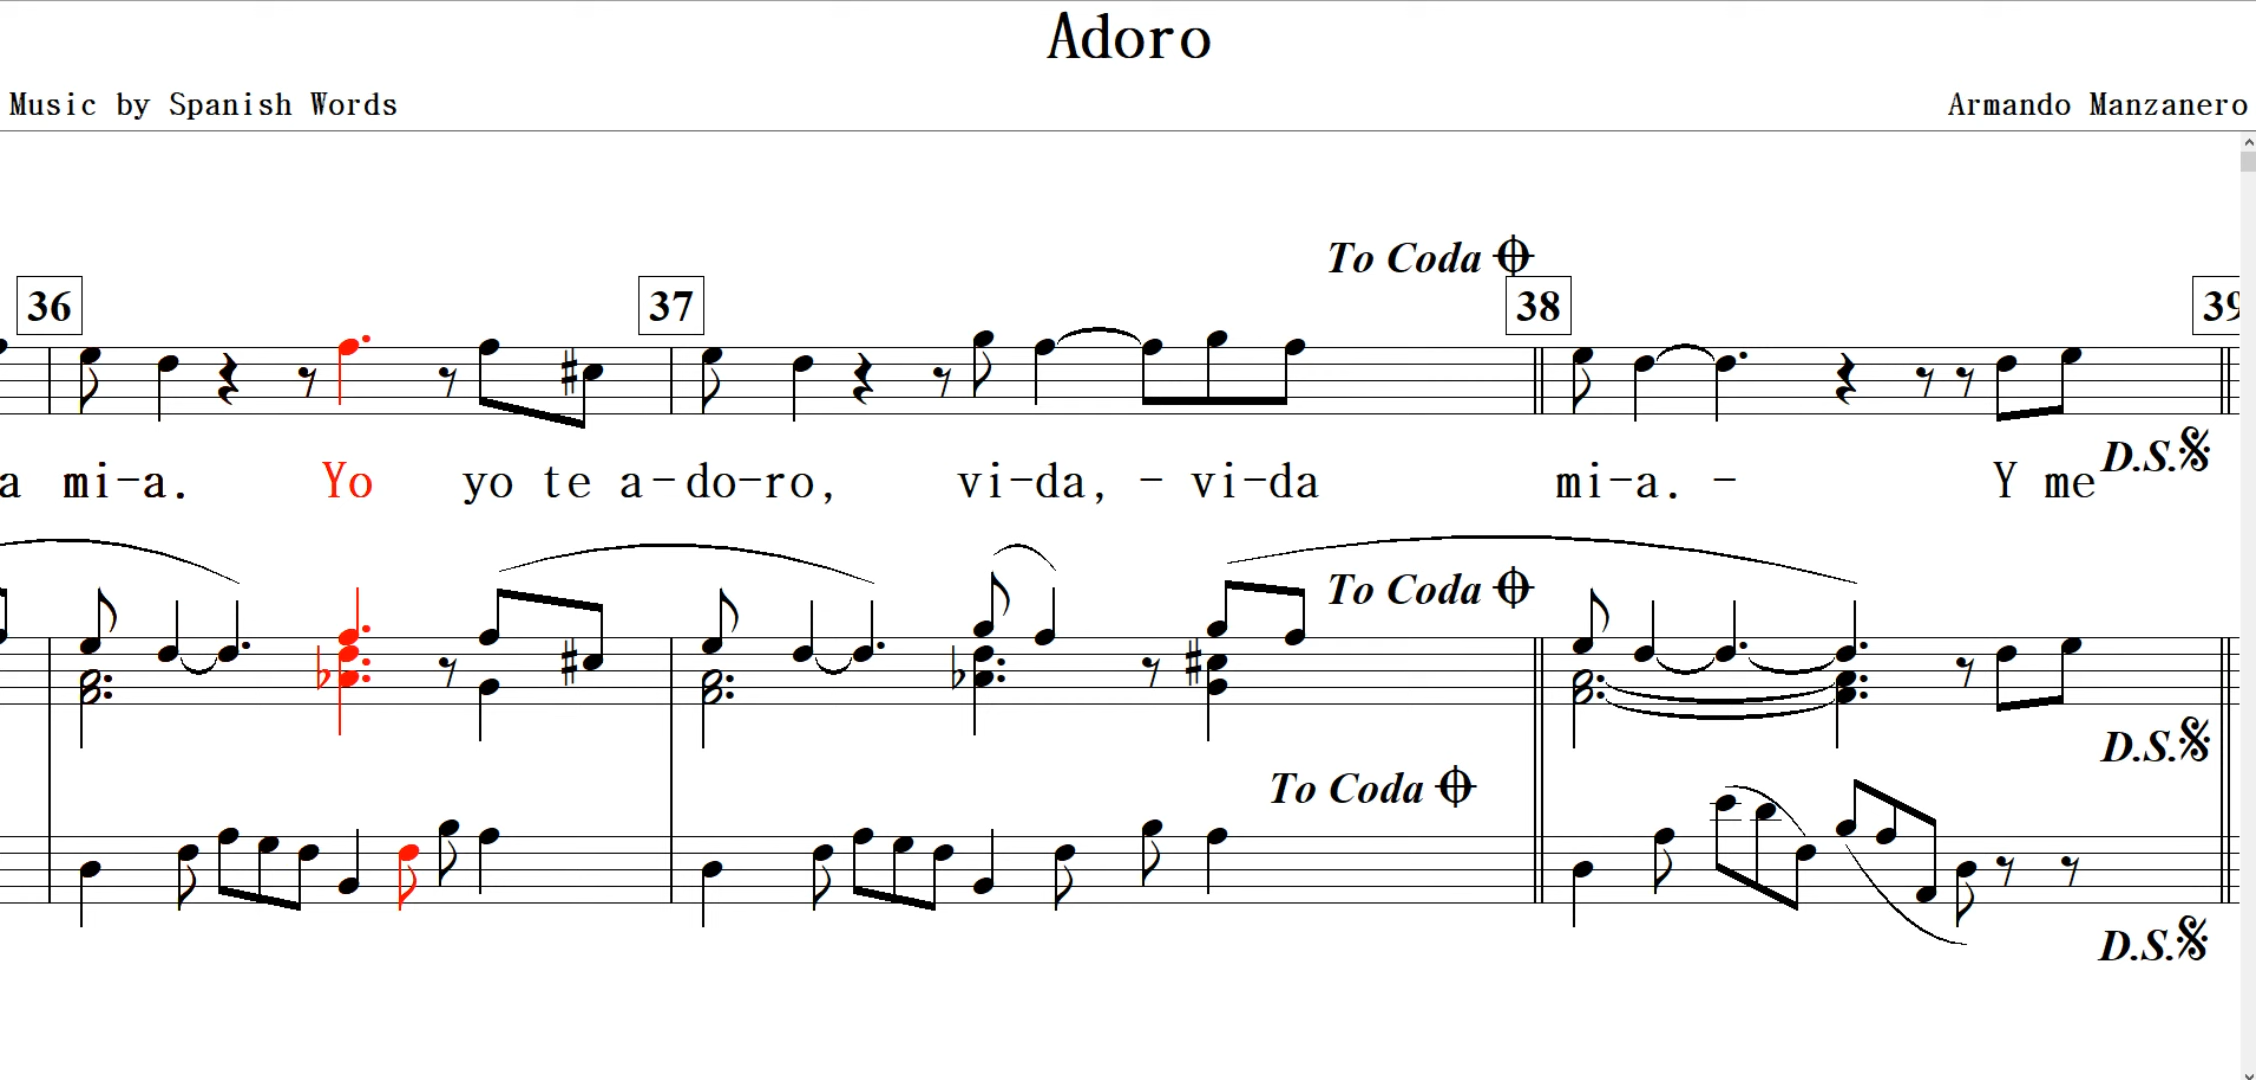 Adoro
Music by Spanish Words
Armando Manzanero
To Coda
36 37 38 39
a mi-a. Yo yo te a-do-ro, vi-da, - vi-da mi-a. - Y me
D.S.
To Coda
D.S.
To Coda
D.S.